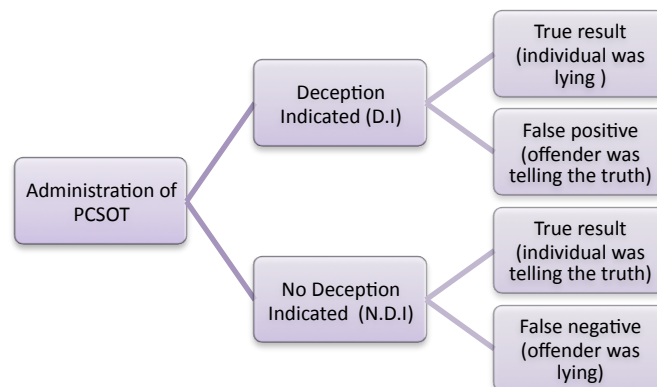 Administration of
PCSOT
Deception
Indicated (D.I)
True result
(individual was
lying )
False positive
(offender was
telling the truth)
No Deception
Indicated (N.D.I)
True result
(individual was
telling the truth)
False negative
(offender was
lying)